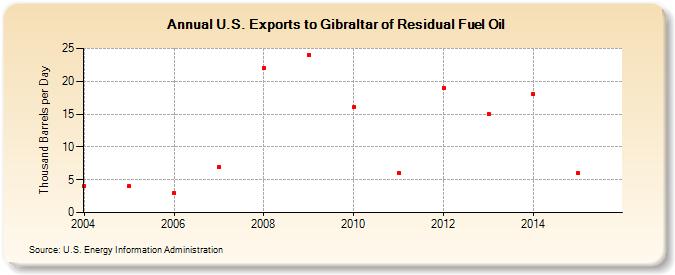 Annual U.S. Exports to Gibraltar of Residual Fuel Oil
Thousand Barrels per Day
25
20
15
10
5
0
2004 2006 2008 2010 2012 2014
Source: U.S. Energy Information Administration